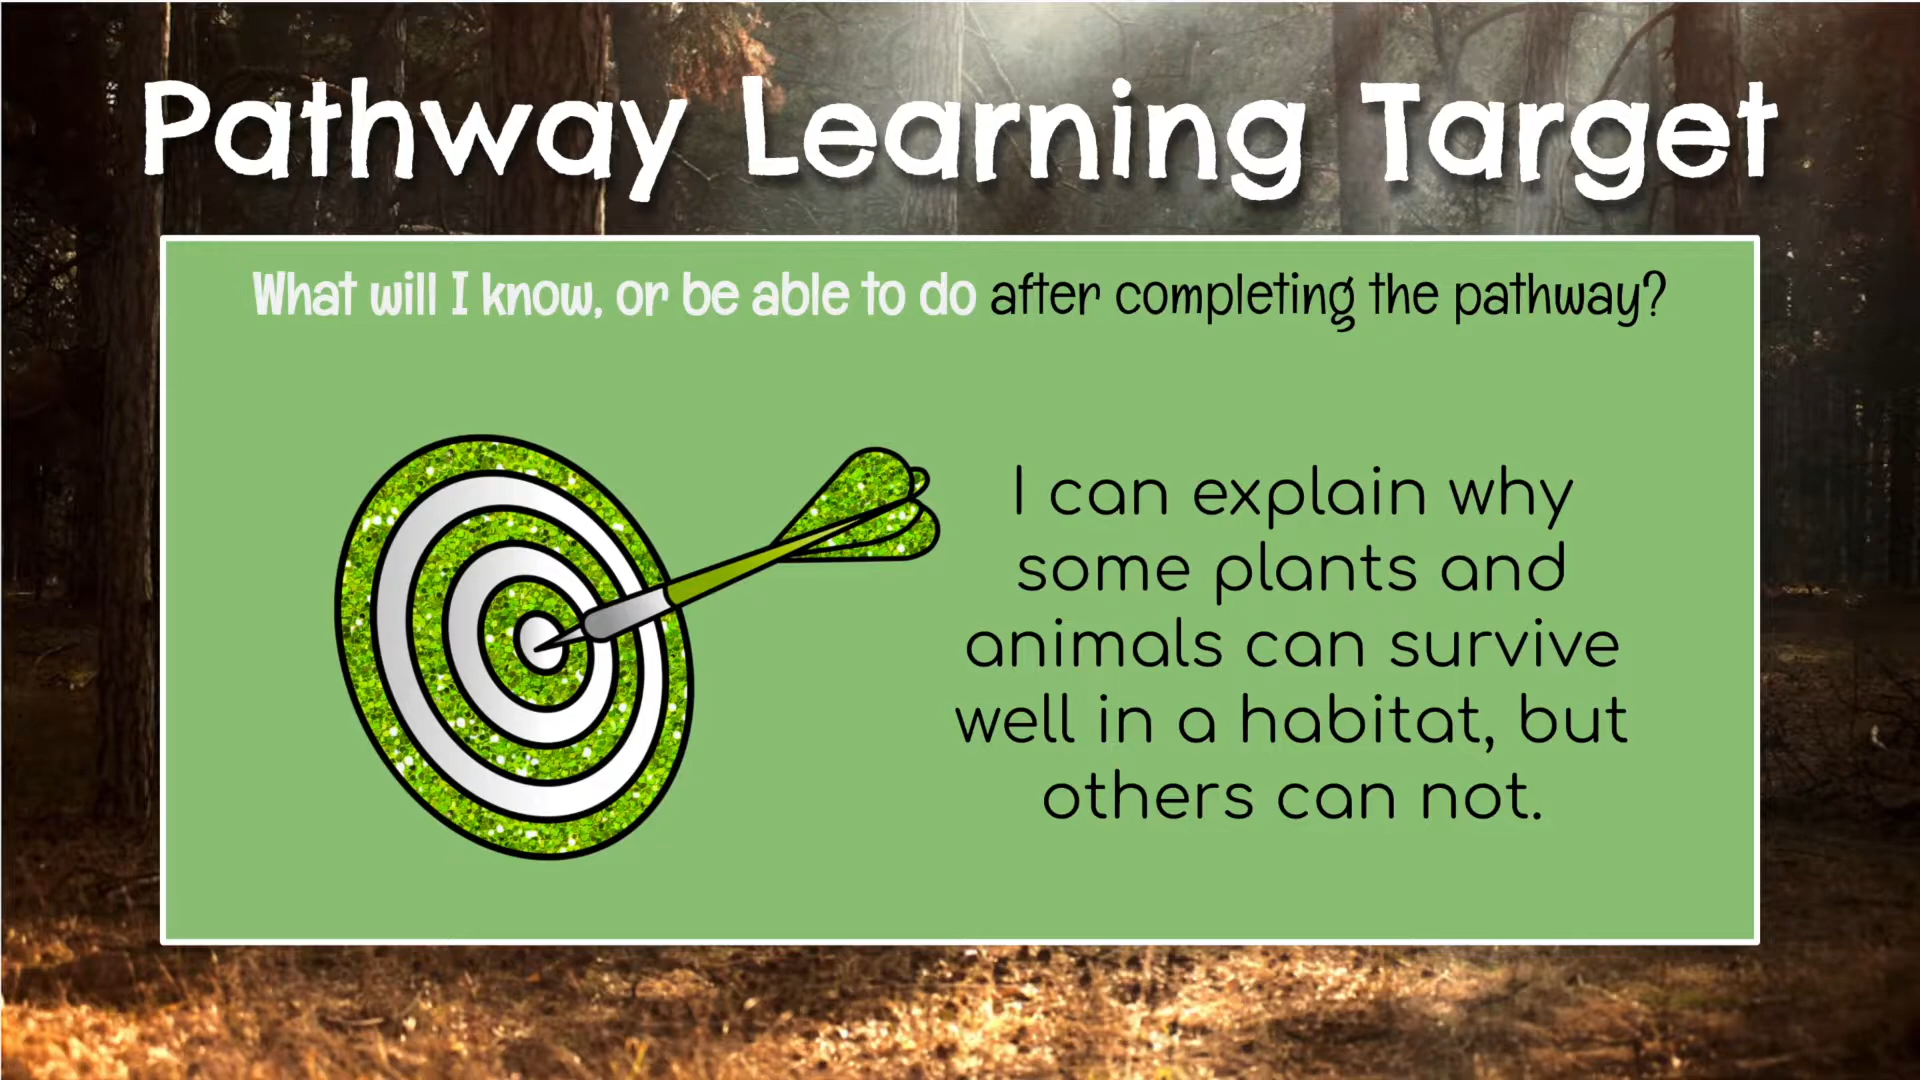 Pathway Learning Target
What will I know, or be able to do after completing the pathway?
I can explain why
some plants and
animals can survive
well in a habitat, but
others can not.